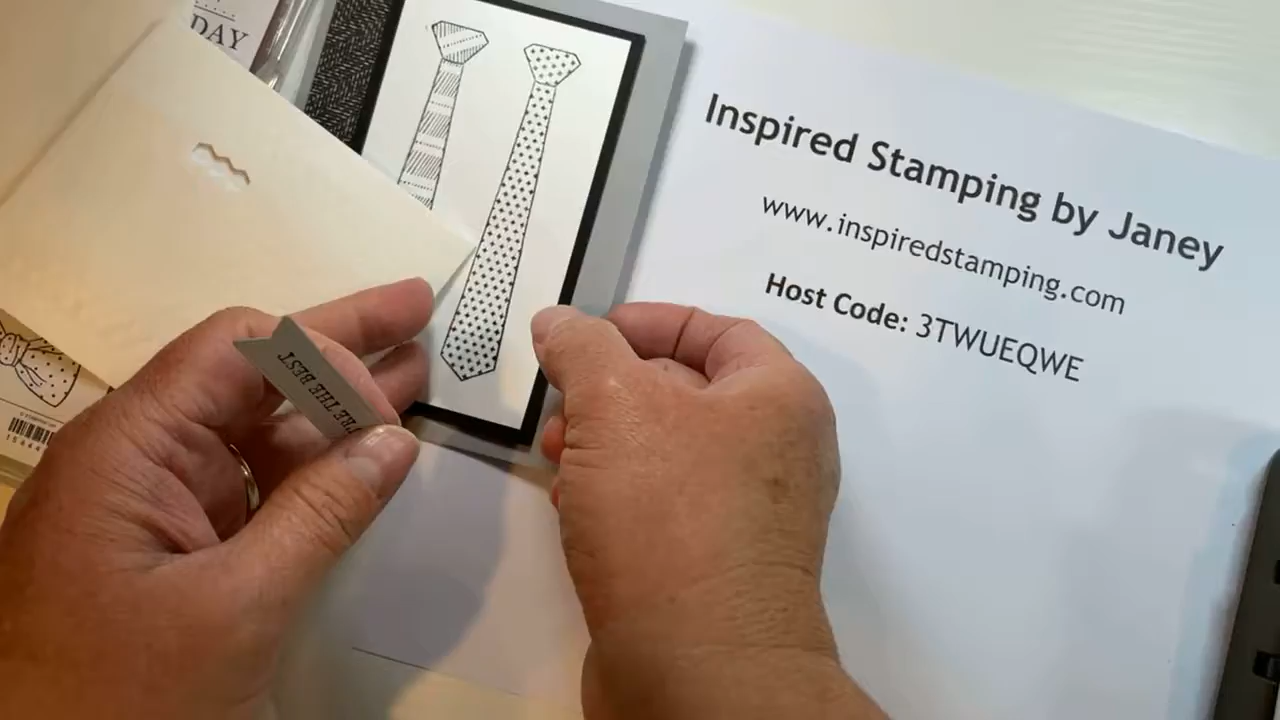 DAY
Inspired Stamping by Janey
www.inspiredstamping.com
Host Code: 3TWUEQWE
THE BEST